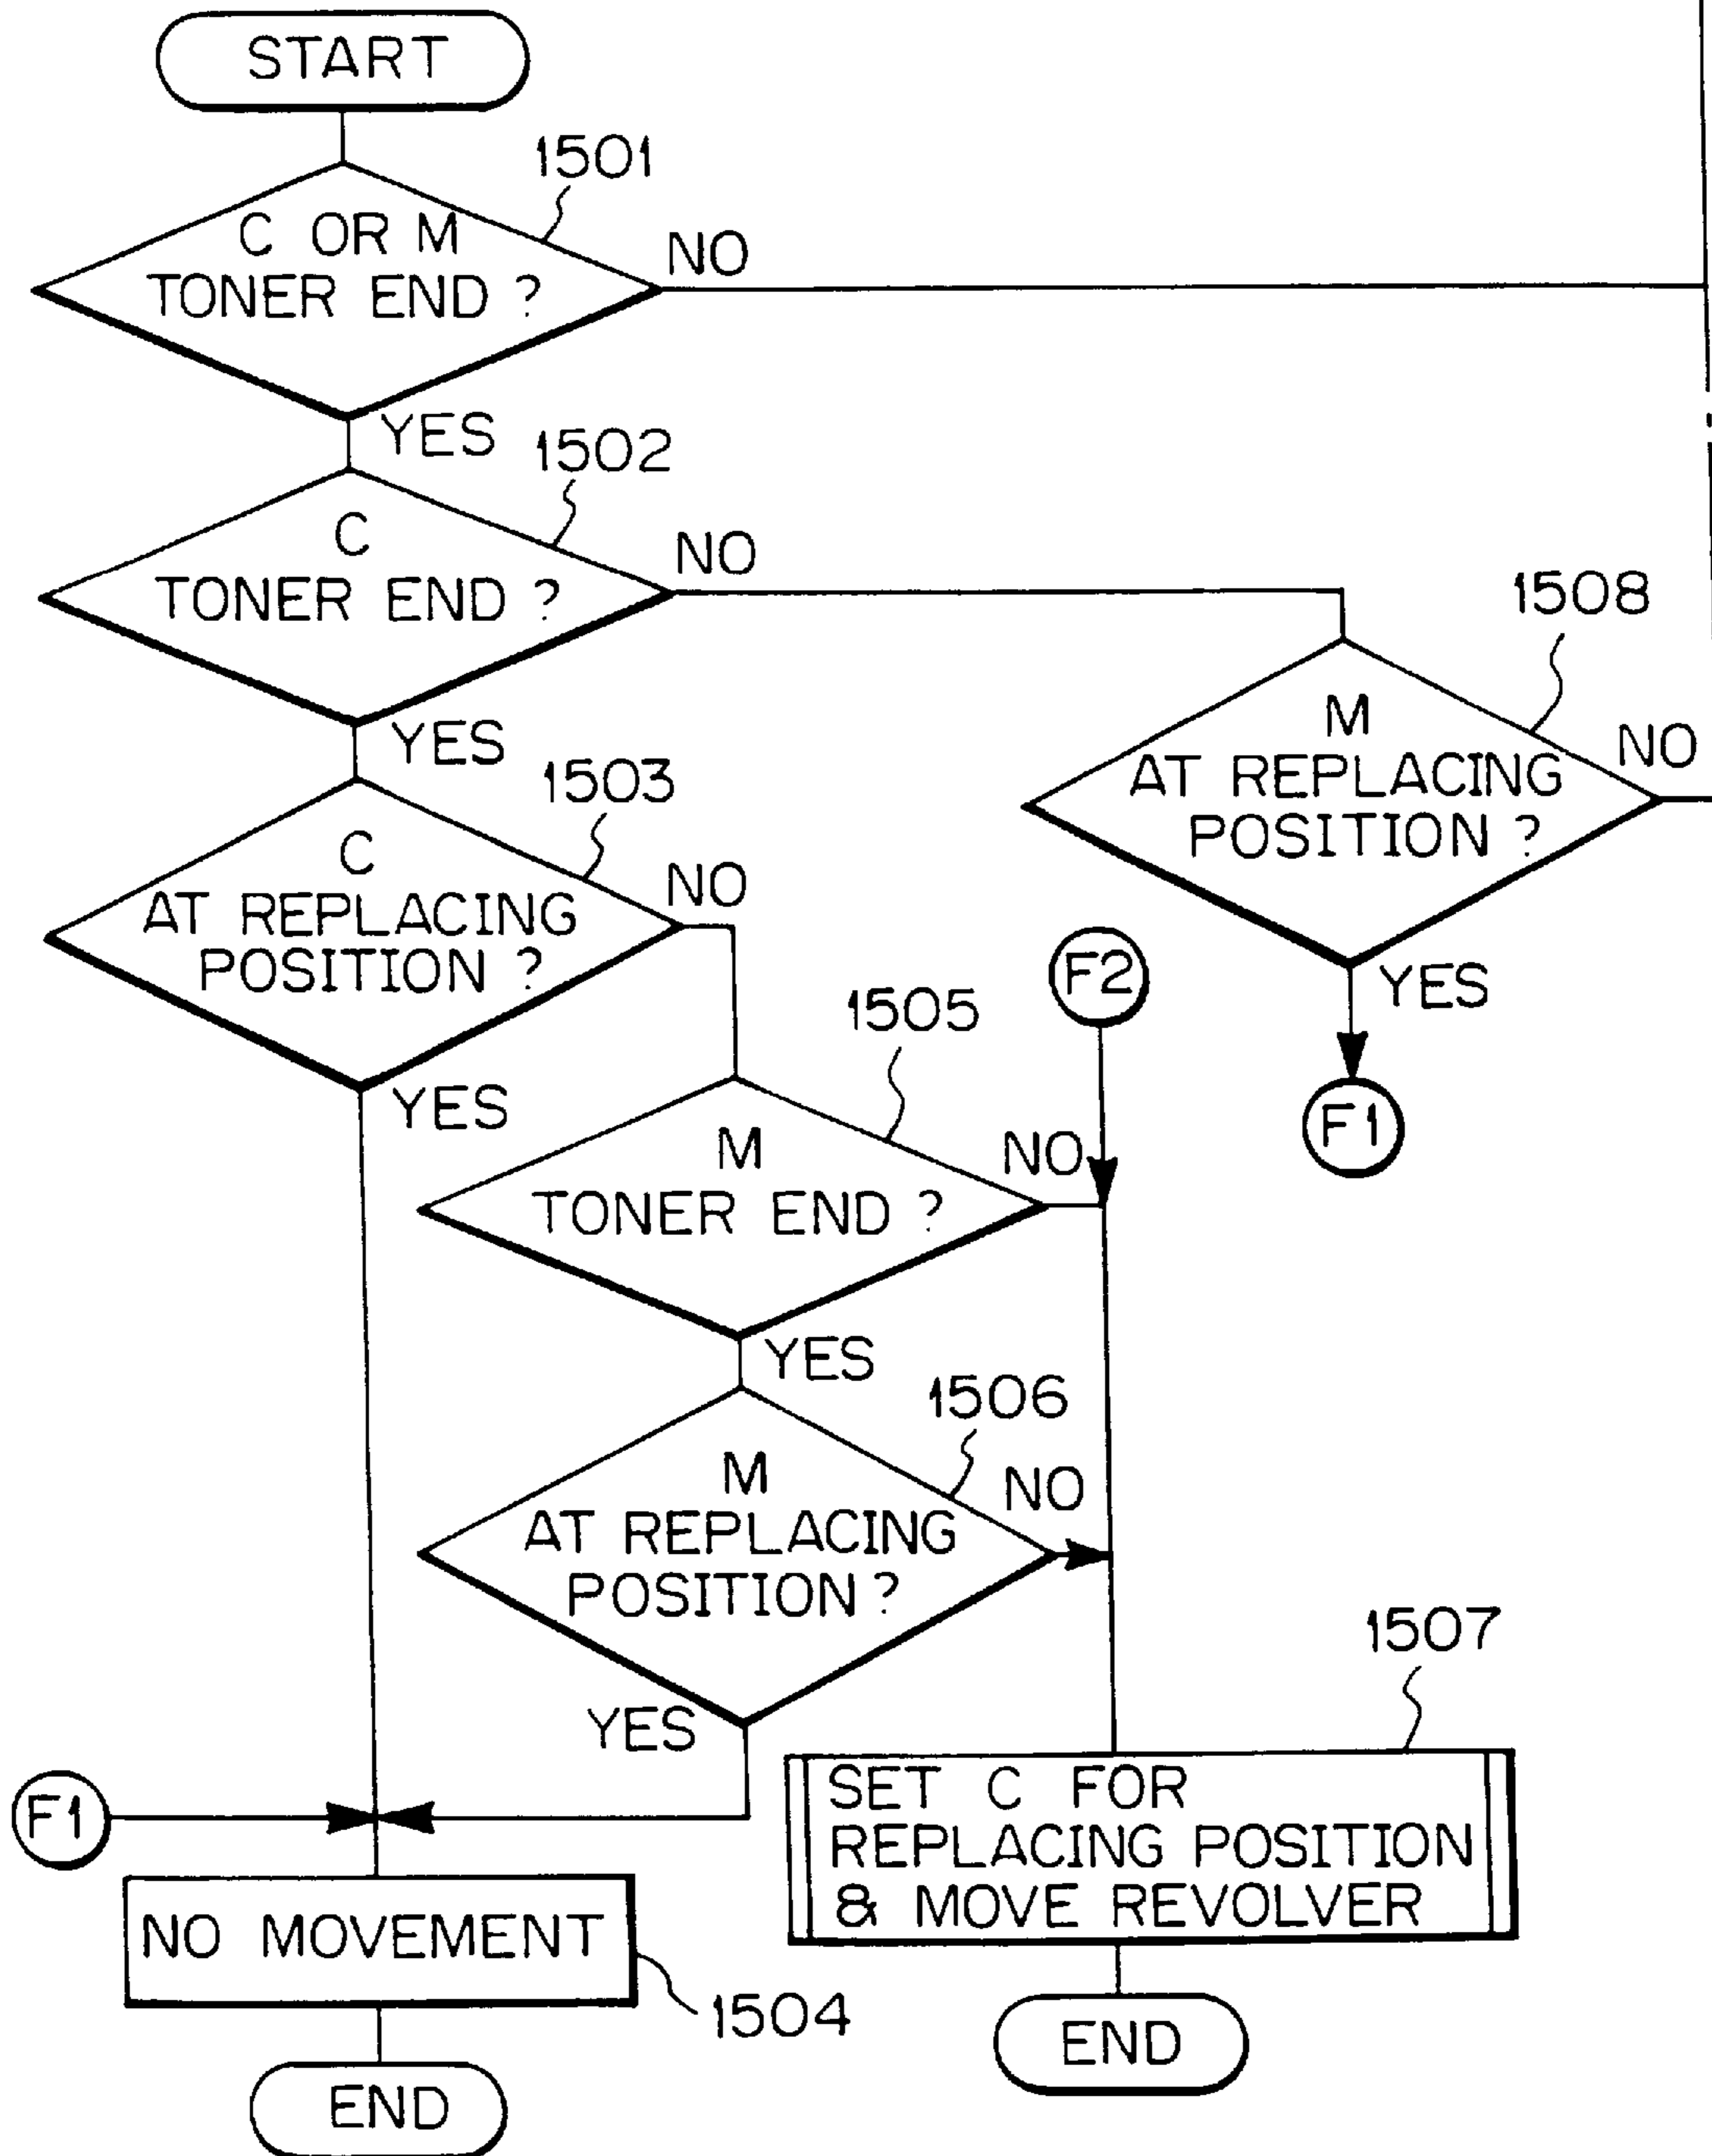 START
1501
C OR M
TONER END ?
NO
YES
1502
C
TONER END ?
NO
YES
1508
M
AT REPLACING
POSITION ?
NO
YES
F1
1503
C
AT REPLACING
POSITION ?
NO
YES
F2
1505
M
TONER END ?
NO
YES
1506
M
AT REPLACING
POSITION ?
NO
YES
1507
SET C FOR
REPLACING POSITION
& MOVE REVOLVER
END
F1
NO MOVEMENT
1504
END